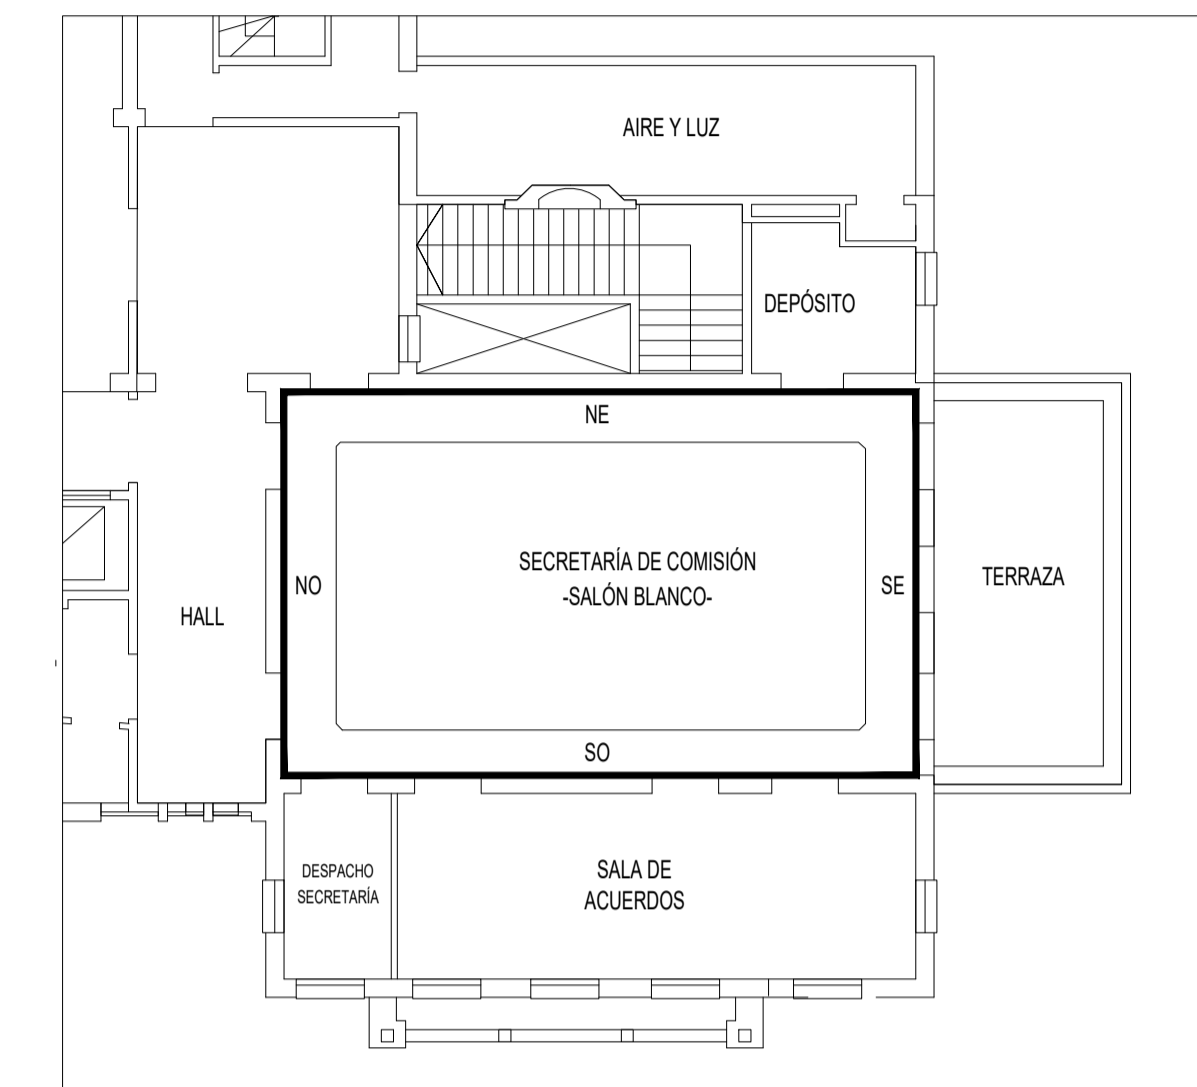 AIRE Y LUZ
DEPÓSITO
NE
SECRETARÍA DE COMISIÓN
-SALÓN BLANCO-
NO
SE
TERRAZA
HALL
SO
DESPACHO
SECRETARÍA
SALA DE
ACUERDOS